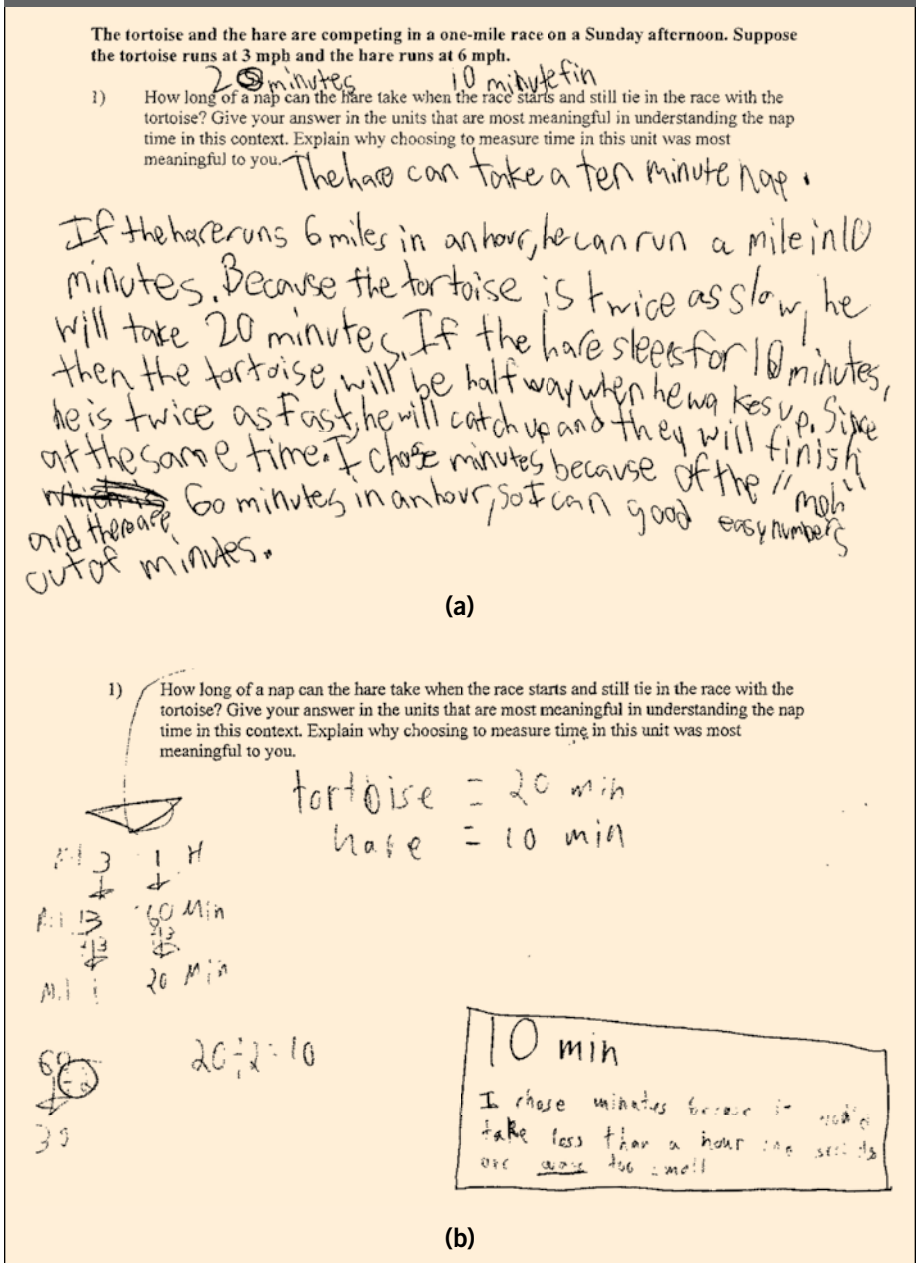 The tortoise and the hare are competing in a one-mile race on a Sunday afternoon. Suppose
the tortoise runs at 3 mph and the hare runs at 6 mph.
20 minutes 10 minute fin
1) How long of a nap can the hare take when the race starts and still tie in the race with the
tortoise? Give your answer in the units that are most meaningful in understanding the nap
time in this context. Explain why choosing to measure time in this unit was most
meaningful to you.
The hare can take a ten minute nap.
If the hare runs 6 miles in an hour, he can run a mile in 10
minutes. Because the tortoise is twice as slow, he
will take 20 minutes. If the hare sleeps for 10 minutes,
then the tortoise will be half way when he wakes up. Since
he is twice as fast, he will catch up and they will finish
at the same time. I chose minutes because of the "mph"
and there are 60 minutes in an hour, so I can good easy numbers
out of minutes.
(a)
1) How long of a nap can the hare take when the race starts and still tie in the race with the
tortoise? Give your answer in the units that are most meaningful in understanding the nap
time in this context. Explain why choosing to measure time in this unit was most
meaningful to you.
tortoise = 20 min
hare = 10 min
3 1 H
60 Min
Mi 1 20 Min
20÷2=10
10 min
I chose minutes
take less than a hour
are way too small
(b)